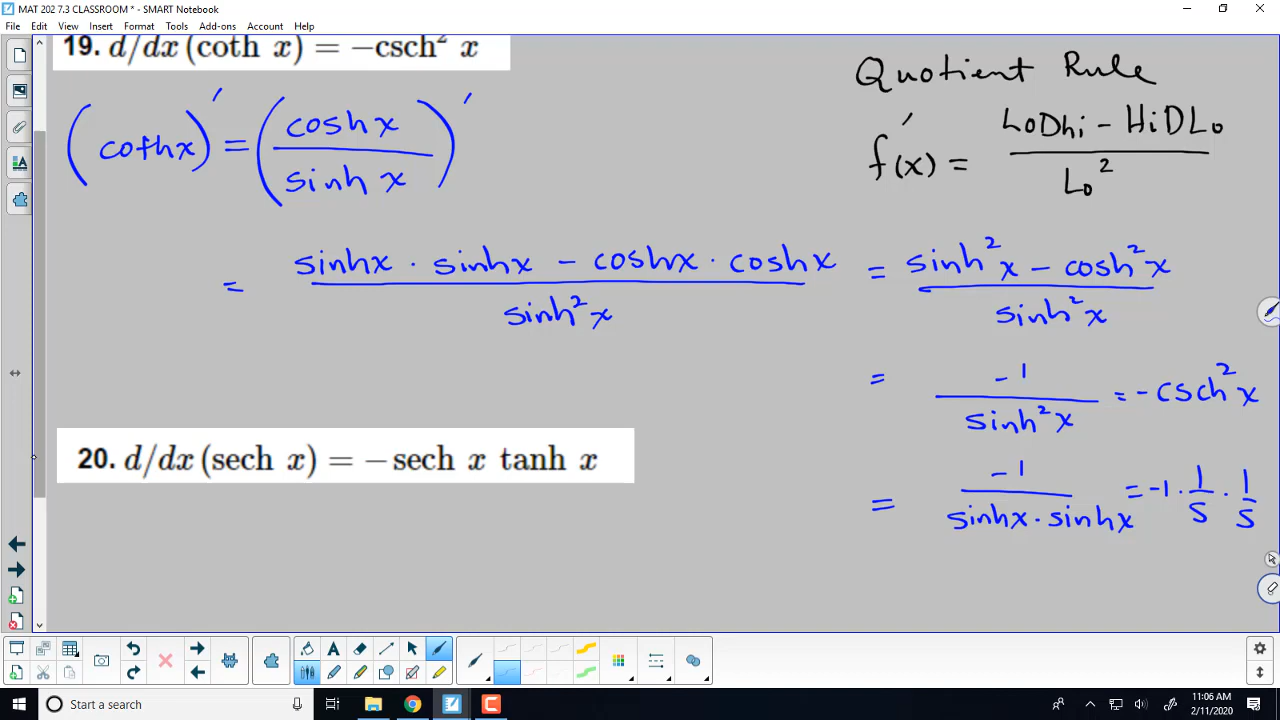 MAT 202 7.3 CLASSROOM * - SMART Notebook
File Edit View Insert Format Tools Add-ons Account Help
19. d/dx (coth x) = −csch² x
Quotient Rule
(cothx)' = (cosh x / sinh x)'
f'(x) = LoDhi − HiDLo / Lo²
= sinhx · sinhx − coshx · coshx / sinh²x
= sinh²x − cosh²x / sinh²x
= −1 / sinh²x = −csch²x
20. d/dx (sech x) = − sech x tanh x
= −1 / sinhx · sinhx = −1 · 1/S · 1/S
A
Start a search
11:06 AM
2/11/2020